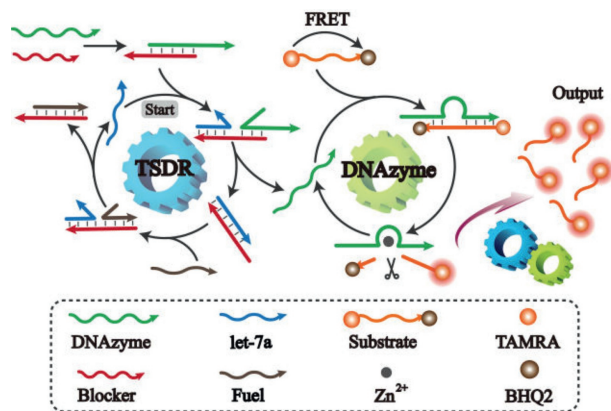 FRET
Start
Output
TSDR
DNAzyme
DNAzyme
let-7a
Substrate
TAMRA
Blocker
Fuel
Zn²⁺
BHQ2